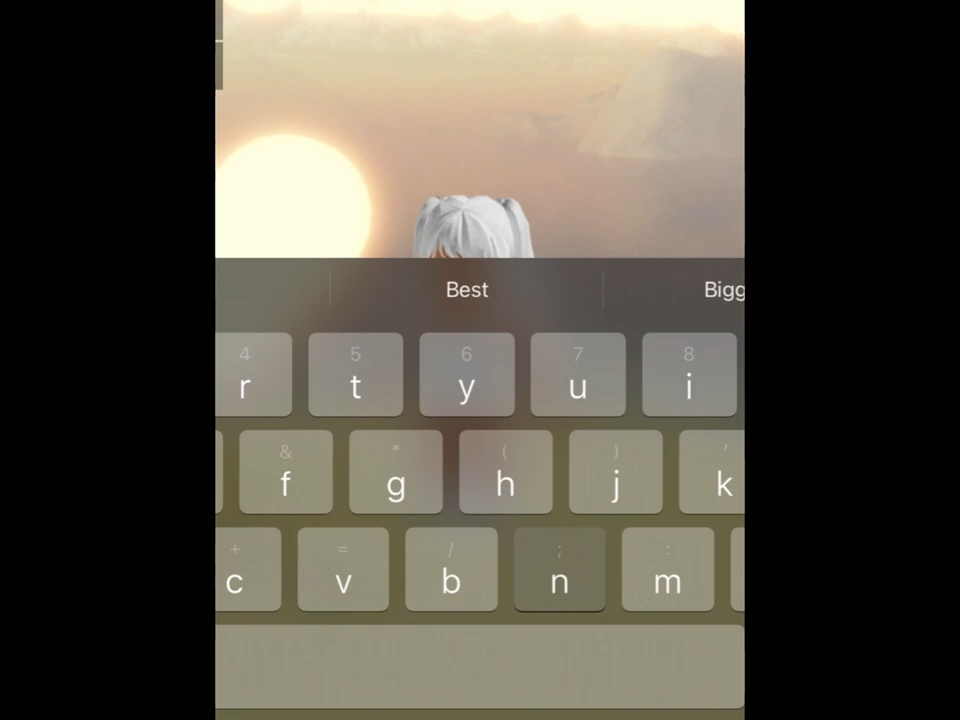 Best Bigg
4 5 6 7 8
r t y u i
& * ( ) ′
f g h j k
+ = / ; :
c v b n m